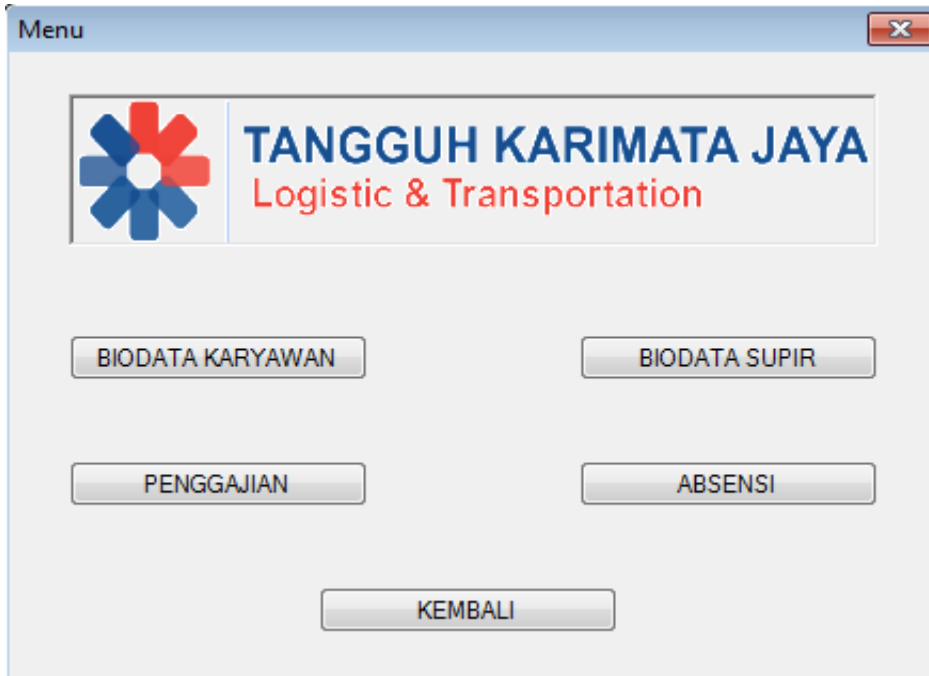 Menu
TANGGUH KARIMATA JAYA
Logistic & Transportation
BIODATA KARYAWAN
BIODATA SUPIR
PENGGAJIAN
ABSENSI
KEMBALI